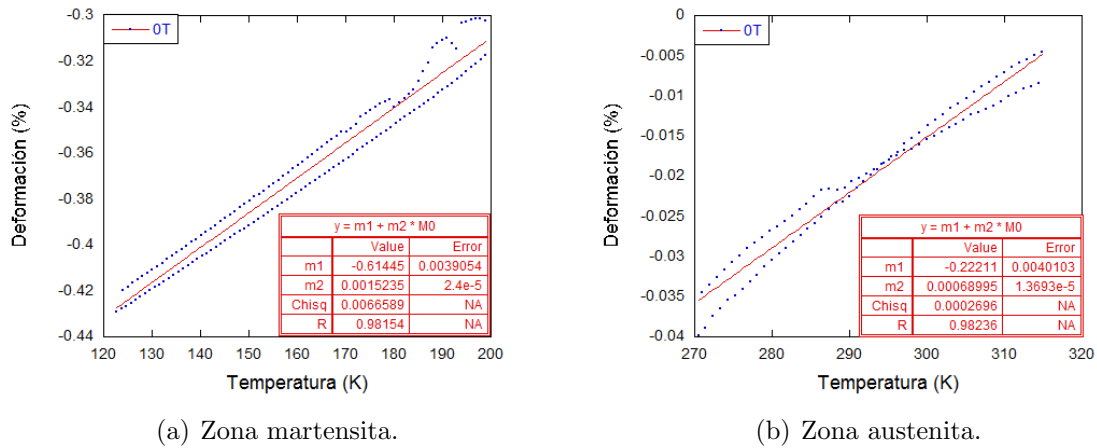 -0.3
-0.32
-0.34
-0.36
-0.38
-0.4
-0.42
-0.44
Deformación (%)
0T
y = m1 + m2 * M0
Value Error
m1 -0.61445 0.0039054
m2 0.0015235 2.4e-5
Chisq 0.0066589 NA
R 0.98154 NA
120 130 140 150 160 170 180 190 200
Temperatura (K)
(a) Zona martensita.
0
-0.005
-0.01
-0.015
-0.02
-0.025
-0.03
-0.035
-0.04
Deformación (%)
0T
y = m1 + m2 * M0
Value Error
m1 -0.22211 0.0040103
m2 0.00068995 1.3693e-5
Chisq 0.0002696 NA
R 0.98236 NA
270 280 290 300 310 320
Temperatura (K)
(b) Zona austenita.